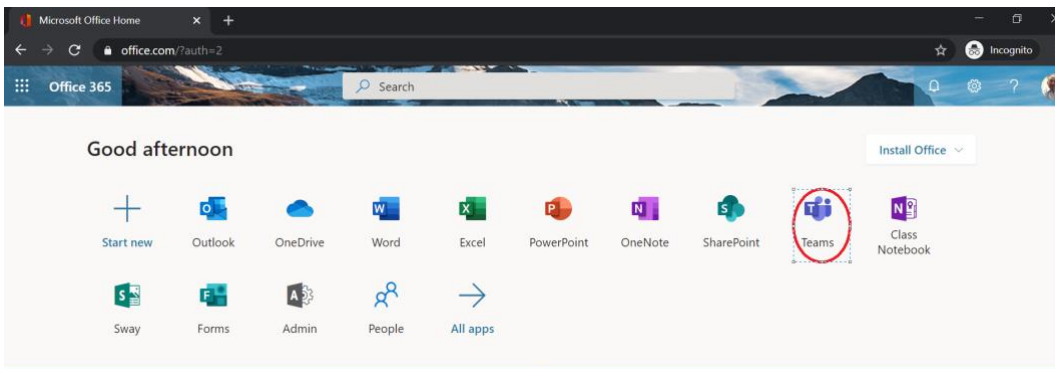 Microsoft Office Home
office.com/?auth=2
Incognito
Office 365
Search
Good afternoon
Install Office
Start new
Outlook
OneDrive
Word
Excel
PowerPoint
OneNote
SharePoint
Teams
Class
Notebook
Sway
Forms
Admin
People
All apps